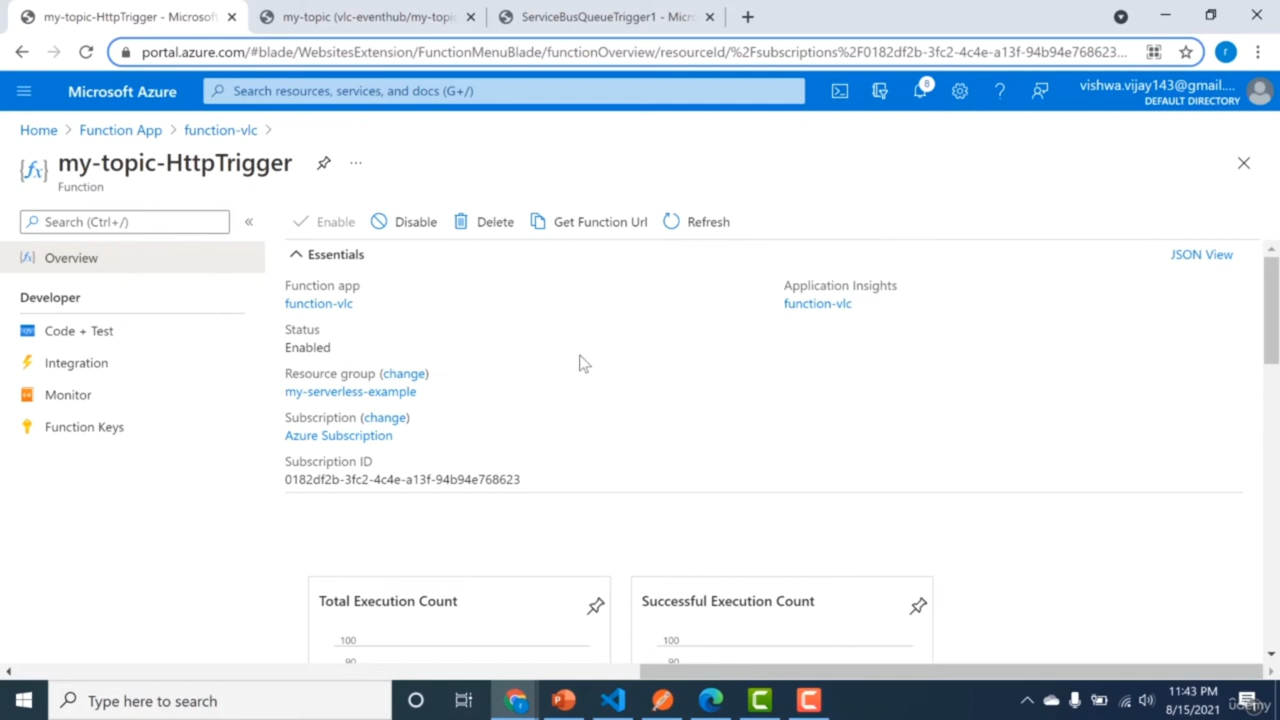 my-topic-HttpTrigger - Microsoft
my-topic (vlc-eventhub/my-topic
ServiceBusQueueTrigger1 - Micro
portal.azure.com/#blade/WebsitesExtension/FunctionMenuBlade/functionOverview/resourceId/%2Fsubscriptions%2F0182df2b-3fc2-4c4e-a13f-94b94e768623...
r
Microsoft Azure
Search resources, services, and docs (G+/)
8
vishwa.vijay143@gmail....
DEFAULT DIRECTORY
Home > Function App > function-vlc >
my-topic-HttpTrigger
...
Function
Search (Ctrl+/)
«
Enable
Disable
Delete
Get Function Url
Refresh
Overview
Developer
Code + Test
Integration
Monitor
Function Keys
Essentials
JSON View
Function app
function-vlc
Application Insights
function-vlc
Status
Enabled
Resource group (change)
my-serverless-example
Subscription (change)
Azure Subscription
Subscription ID
0182df2b-3fc2-4c4e-a13f-94b94e768623
Total Execution Count
100
90
Successful Execution Count
100
90
Type here to search
11:43 PM
8/15/2021
udemy